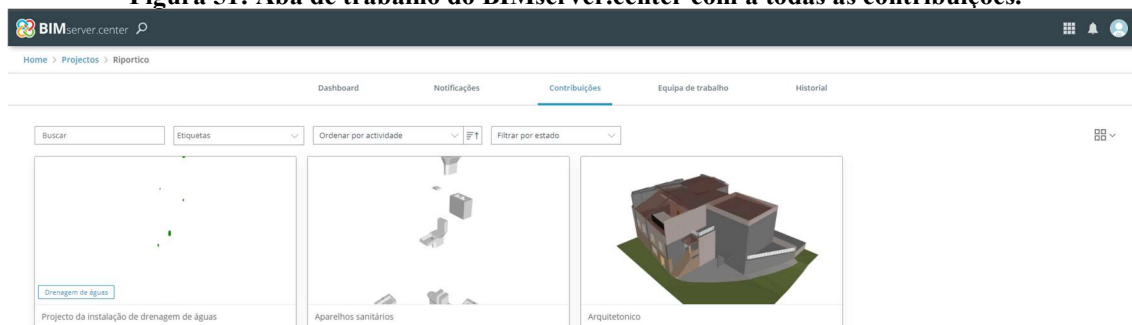 Figura 31: Aba de trabalho do BIMserver.center com a todas as contribuições.
BIMserver.center
Home > Projectos > Riportico
Dashboard Notificações Contribuições Equipa de trabalho Historial
Buscar Etiquetas Ordenar por actividade Filtrar por estado
Drenagem de águas
Projecto da instalação de drenagem de águas Aparelhos sanitários Arquitetonico